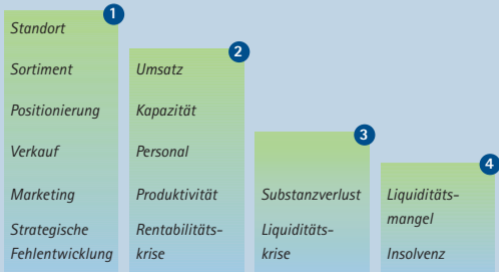 1
Standort
Sortiment
Positionierung
Verkauf
Marketing
Strategische
Fehlentwicklung
2
Umsatz
Kapazität
Personal
Produktivität
Rentabilitäts-
krise
3
Substanzverlust
Liquiditäts-
krise
4
Liquiditäts-
mangel
Insolvenz